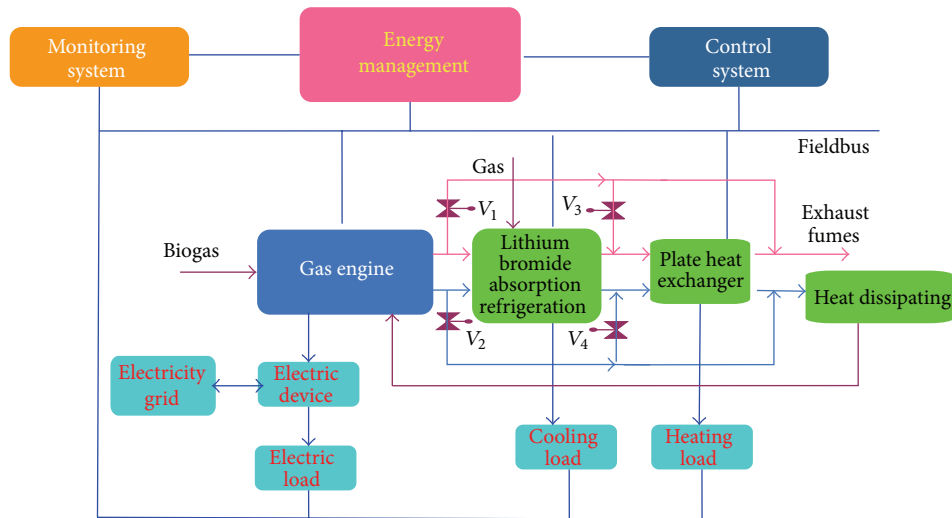 Monitoring
system
Energy
management
Control
system
Fieldbus
Gas
V1
V3
Exhaust
fumes
Biogas
Gas engine
Lithium
bromide
absorption
refrigeration
Plate heat
exchanger
Heat dissipating
V2
V4
Electricity
grid
Electric
device
Electric
load
Cooling
load
Heating
load